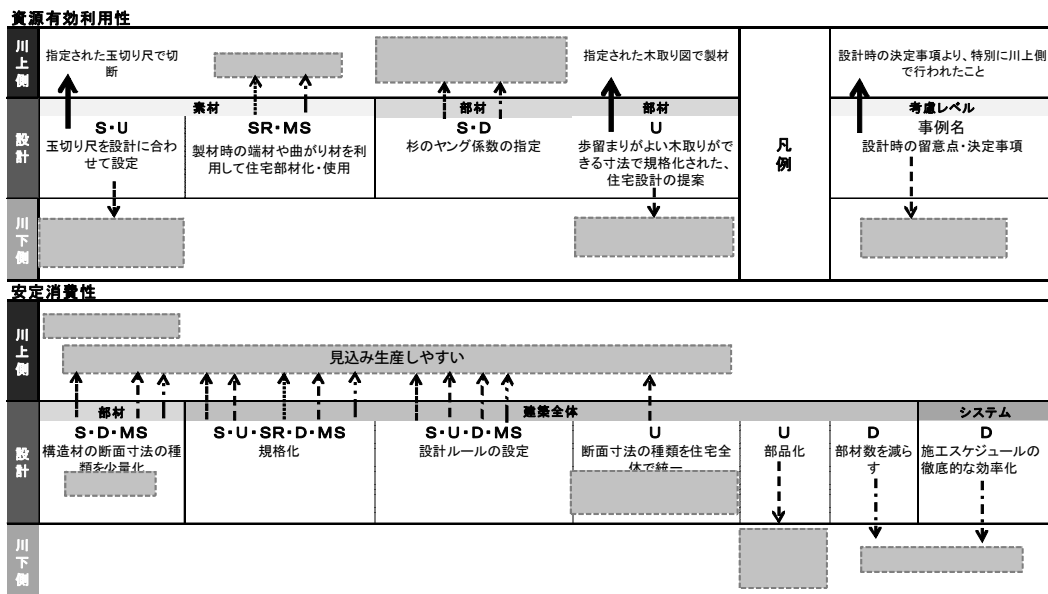 資源有効利用性
川上側
指定された玉切り尺で切
断
指定された木取り図で製材
設計時の決定事項より、特別に川上側
で行われたこと
素材
部材
部材
考慮レベル
設計
S・U
玉切り尺を設計に合わ
せて設定
SR・MS
製材時の端材や曲がり材を利
用して住宅部材化・使用
S・D
杉のヤング係数の指定
U
歩留まりがよい木取りがで
きる寸法で規格化された、
住宅設計の提案
凡例
事例名
設計時の留意点・決定事項
川下側
安定消費性
川上側
見込み生産しやすい
部材
建築全体
システム
設計
S・D・MS
構造材の断面寸法の種
類を少量化
S・U・SR・D・MS
規格化
S・U・D・MS
設計ルールの設定
U
断面寸法の種類を住宅全
体で統一
U
部品化
D
部材数を減ら
す
D
施工スケジュールの
徹底的な効率化
川下側